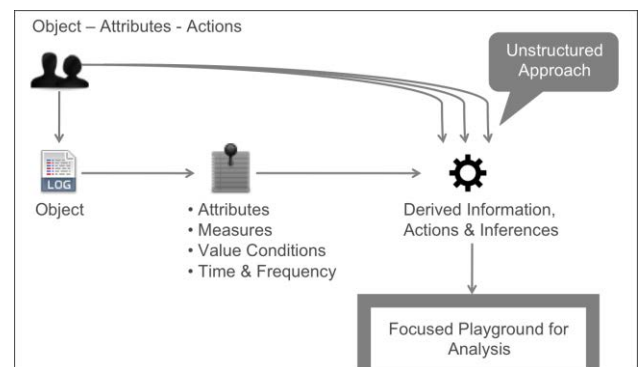 Object – Attributes - Actions
Unstructured
Approach
LOG
Object
• Attributes
• Measures
• Value Conditions
• Time & Frequency
Derived Information,
Actions & Inferences
Focused Playground for
Analysis